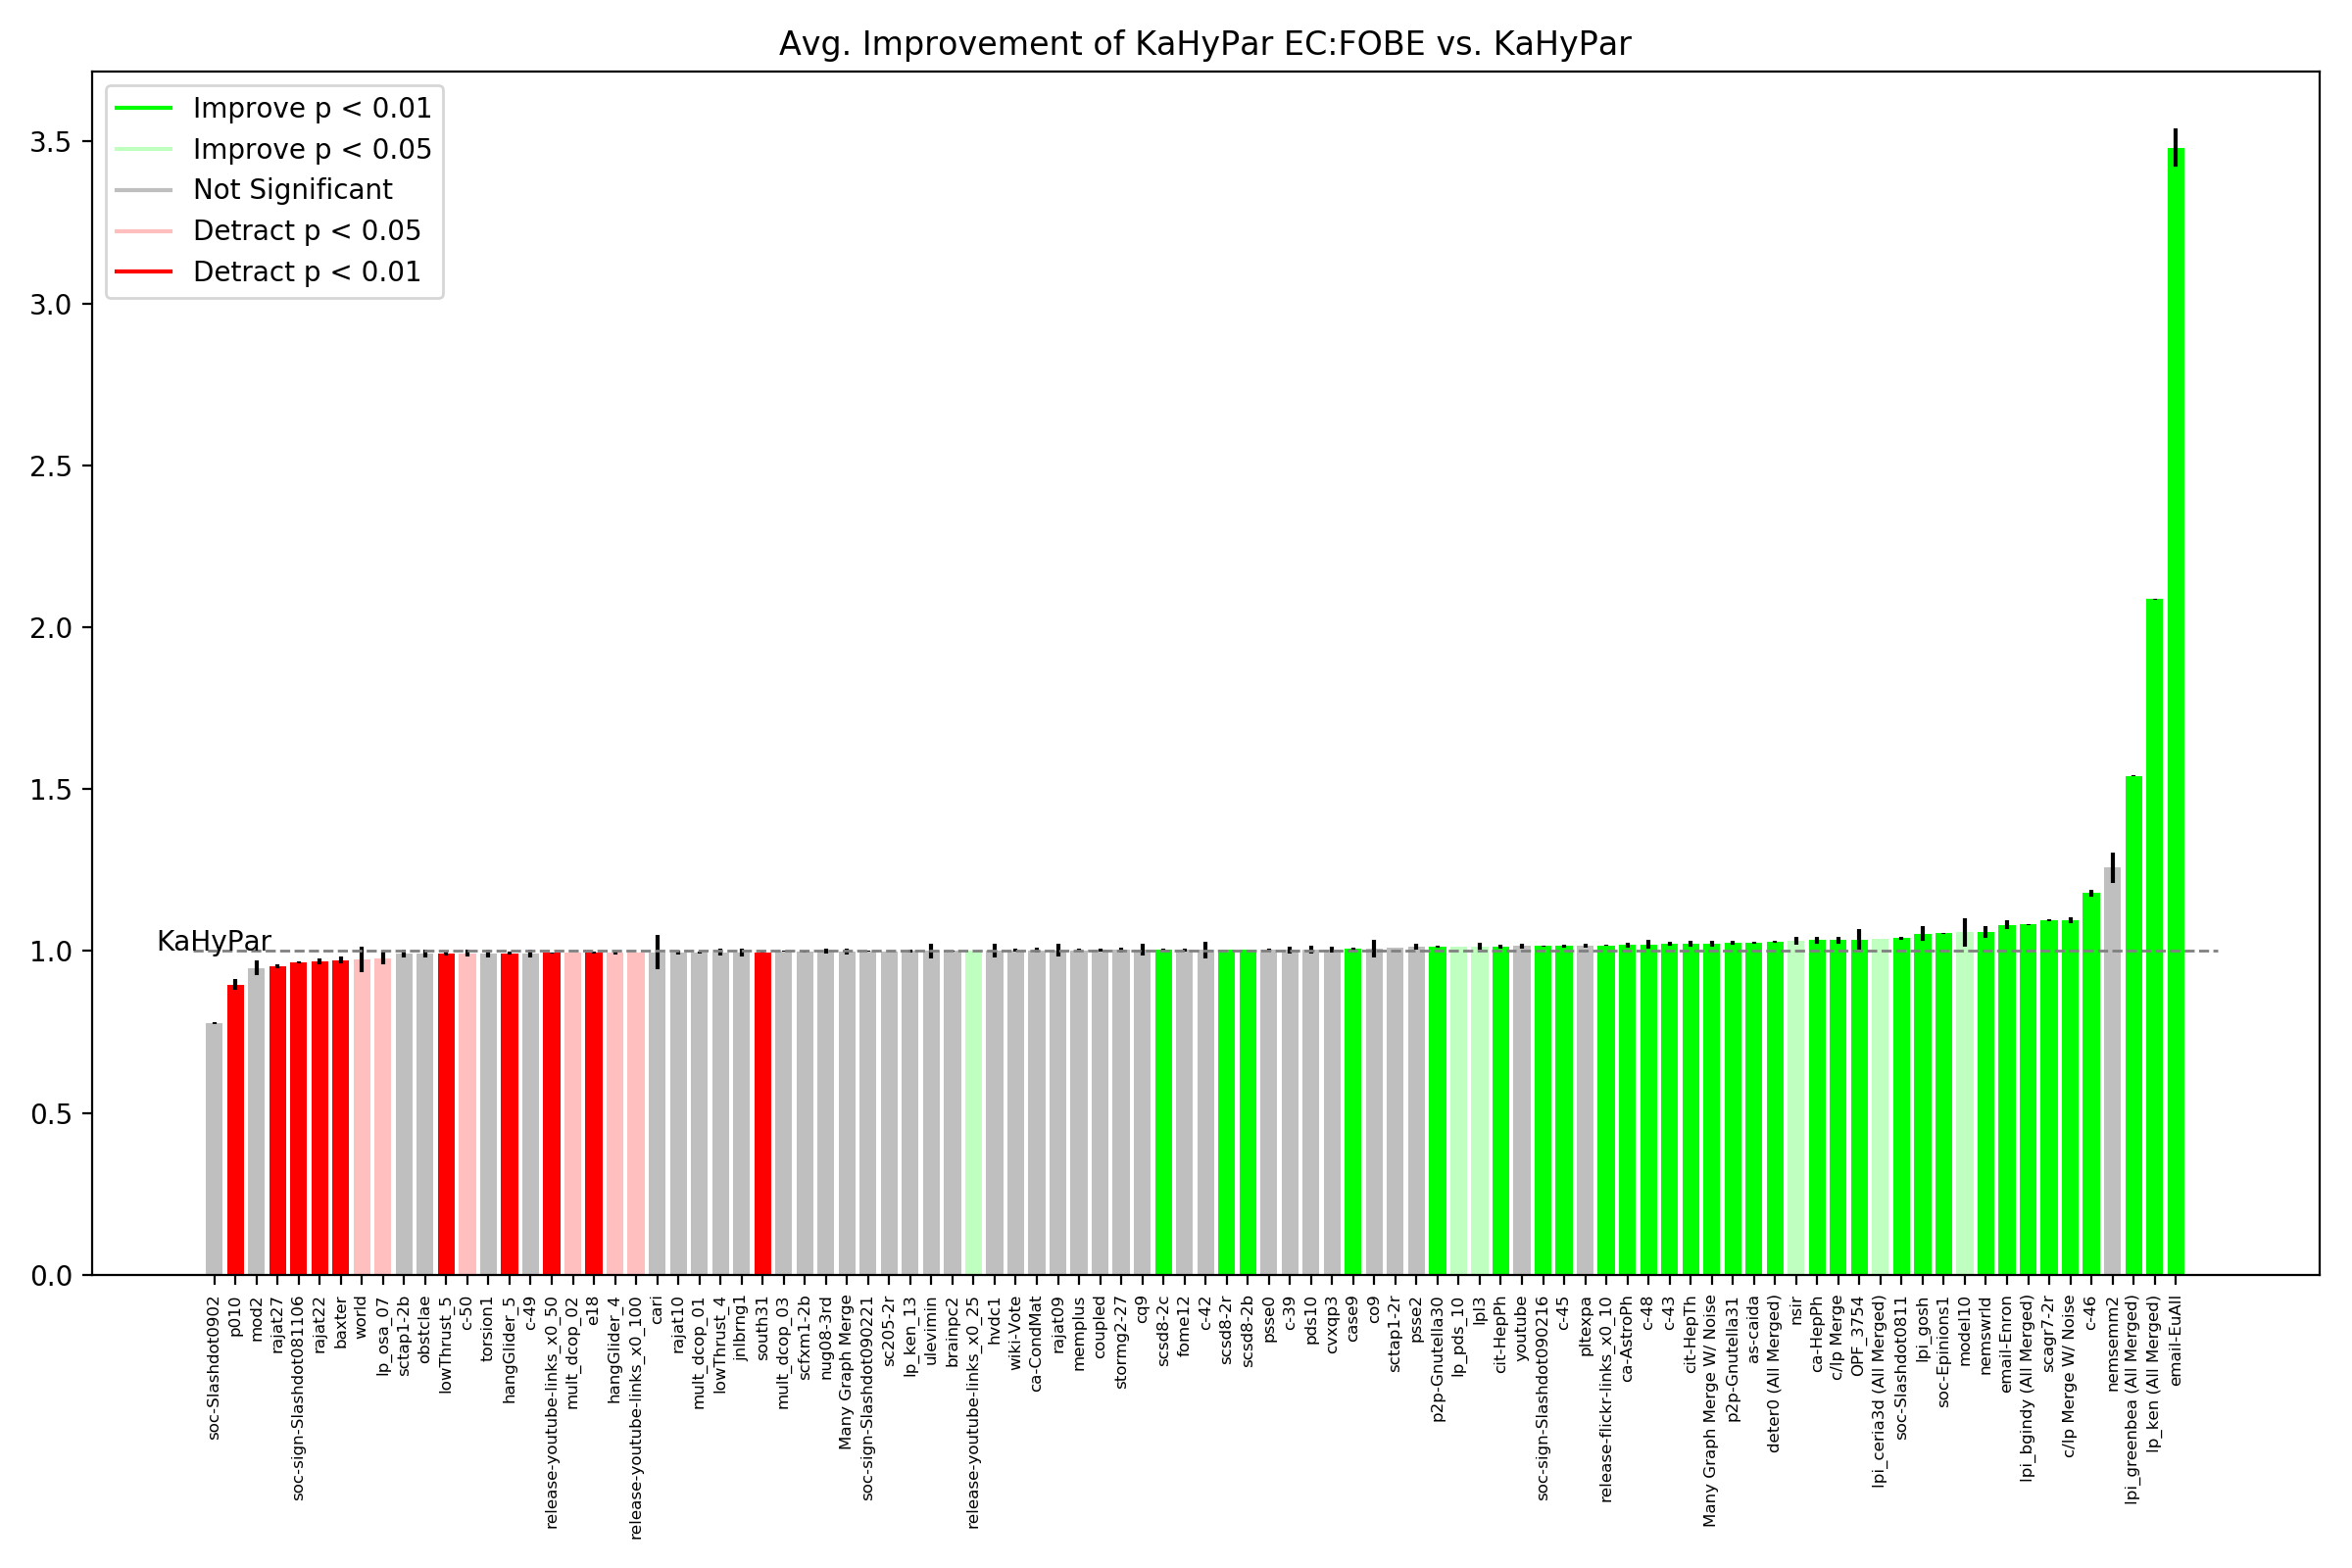 Avg. Improvement of KaHyPar EC:FOBE vs. KaHyPar
Improve p < 0.01
Improve p < 0.05
Not Significant
Detract p < 0.05
Detract p < 0.01
3.5
3.0
2.5
2.0
1.5
1.0
0.5
0.0
KaHyPar
soc-Slashdot0902
p010
mod2
rajat27
soc-sign-Slashdot081106
rajat22
baxter
world
lp_osa_07
sctap1-2b
obstclae
lowThrust_5
c-50
torsion1
hangGlider_5
c-49
release-youtube-links_x0_50
mult_dcop_02
e18
hangGlider_4
release-youtube-links_x0_100
cari
rajat10
mult_dcop_01
lowThrust_4
jnlbrng1
south31
mult_dcop_03
scfxm1-2b
nug08-3rd
Many Graph Merge
soc-sign-Slashdot090221
sc205-2r
lp_ken_13
ulevimin
brainpc2
release-youtube-links_x0_25
hvdc1
wiki-Vote
ca-CondMat
rajat09
memplus
coupled
stormg2-27
cq9
scsd8-2c
fome12
c-42
scsd8-2r
scsd8-2b
psse0
c-39
pds10
cvxqp3
case9
co9
sctap1-2r
psse2
p2p-Gnutella30
lp_pds_10
lpl3
cit-HepPh
youtube
soc-sign-Slashdot090216
c-45
pltexpa
release-flickr-links_x0_10
ca-AstroPh
c-48
c-43
cit-HepTh
Many Graph Merge W/ Noise
p2p-Gnutella31
as-caida
deter0 (All Merged)
nsir
ca-HepPh
c/lp Merge
OPF_3754
lpi_ceria3d (All Merged)
soc-Slashdot0811
lpi_gosh
soc-Epinions1
model10
nemswrld
email-Enron
lpi_bgindy (All Merged)
scagr7-2r
c/lp Merge W/ Noise
c-46
nemsemm2
lpi_greenbea (All Merged)
lp_ken (All Merged)
email-EuAll